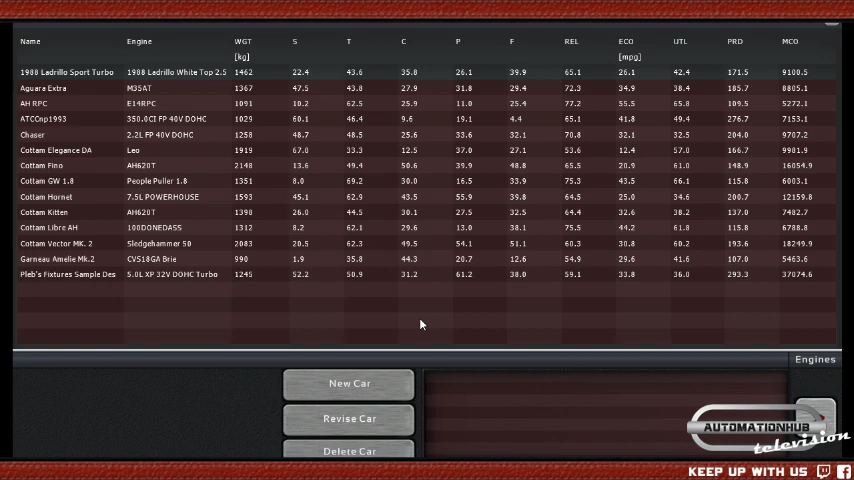 Name Engine WGT S T C P F REL ECO UTL PRD MCO
[kg] [mpg]
1988 Ladrillo Sport Turbo 1988 Ladrillo White Top 2.5 1462 22.4 43.6 35.8 26.1 39.9 65.1 26.1 42.4 171.5 9100.5
Aguara Extra M35AT 1367 47.5 43.8 27.9 31.8 29.4 72.3 34.9 38.4 185.7 8805.1
AH RPC E14RPC 1091 10.2 62.5 25.9 11.0 25.4 77.2 55.5 65.8 109.5 5272.1
ATCCnp1993 350.0CI FP 40V DOHC 1029 60.1 46.4 9.6 19.1 4.4 65.1 41.8 49.4 276.7 7153.1
Chaser 2.2L FP 40V DOHC 1258 48.7 48.5 25.6 33.6 32.1 70.8 32.1 32.5 204.0 9707.2
Cottam Elegance DA Leo 1919 67.0 33.3 12.5 37.0 27.1 53.6 12.4 57.0 166.7 9981.9
Cottam Fino AH620T 2148 13.6 49.4 50.6 39.9 48.8 65.5 20.9 61.0 148.9 16054.9
Cottam GW 1.8 People Puller 1.8 1351 8.0 69.2 30.0 16.5 33.9 75.3 43.5 66.1 115.8 6003.1
Cottam Hornet 7.5L POWERHOUSE 1593 45.1 62.9 43.5 55.9 39.3 64.5 25.0 34.6 200.7 12159.8
Cottam Kitten AH620T 1398 26.0 44.5 30.1 27.5 32.5 64.4 32.6 38.2 137.0 7482.7
Cottam Libre AH 100DONEDASS 1312 8.2 62.1 29.6 13.0 38.1 75.5 44.2 61.8 115.8 6788.8
Cottam Vector MK. 2 Sledgehammer 50 2083 20.5 62.3 49.5 54.1 51.1 60.3 30.8 60.2 193.6 18249.9
Garneau Amelie Mk.2 CVS18GA Brie 990 1.9 35.8 44.3 20.7 12.6 54.9 29.6 41.6 107.0 5463.6
Pleb's Fixtures Sample Des 5.0L XP 32V DOHC Turbo 1245 52.2 50.9 31.2 61.2 38.0 59.1 33.8 36.0 293.3 37074.6
Engines
New Car
Revise Car
Delete Car
AUTOMATIONHUB
television
KEEP UP WITH US